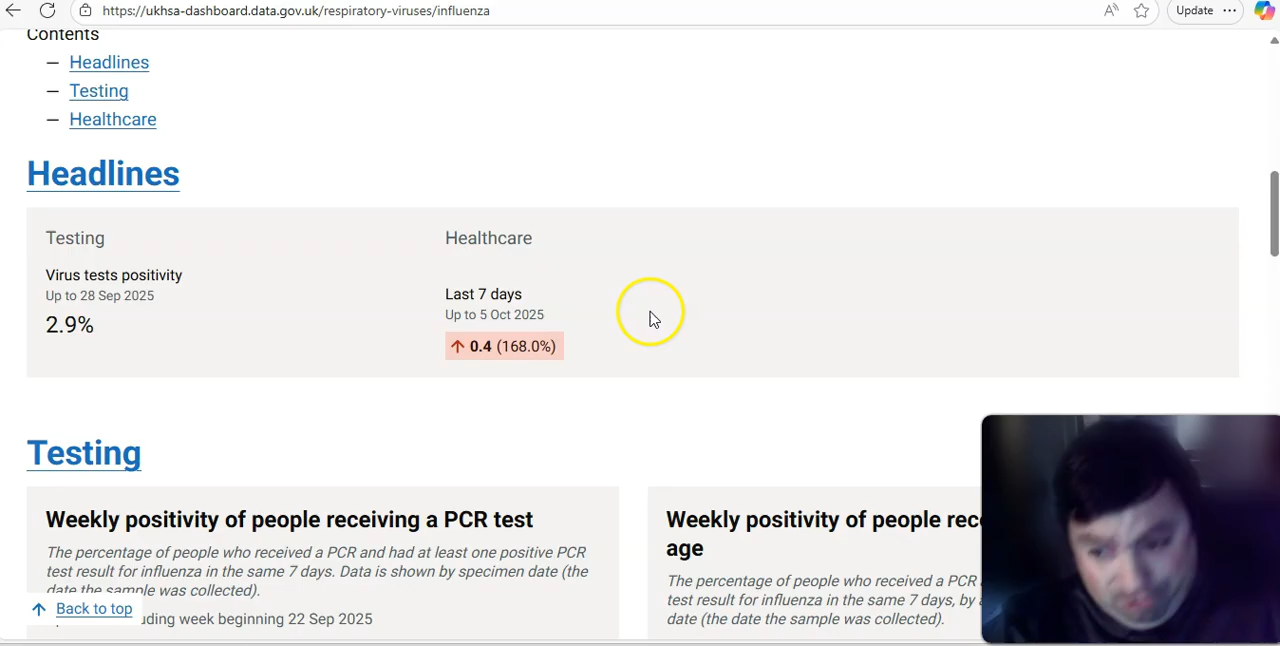 https://ukhsa-dashboard.data.gov.uk/respiratory-viruses/influenza
A
Update
Contents
– Headlines
– Testing
– Healthcare
Headlines
Testing
Healthcare
Virus tests positivity
Up to 28 Sep 2025
2.9%
Last 7 days
Up to 5 Oct 2025
↑ 0.4 (168.0%)
Testing
Weekly positivity of people receiving a PCR test
The percentage of people who received a PCR and had at least one positive PCR
test result for influenza in the same 7 days. Data is shown by specimen date (the
date the sample was collected).
uding week beginning 22 Sep 2025
Weekly positivity of people rec
age
The percentage of people who received a PCR
test result for influenza in the same 7 days, by
date (the date the sample was collected).
↑ Back to top